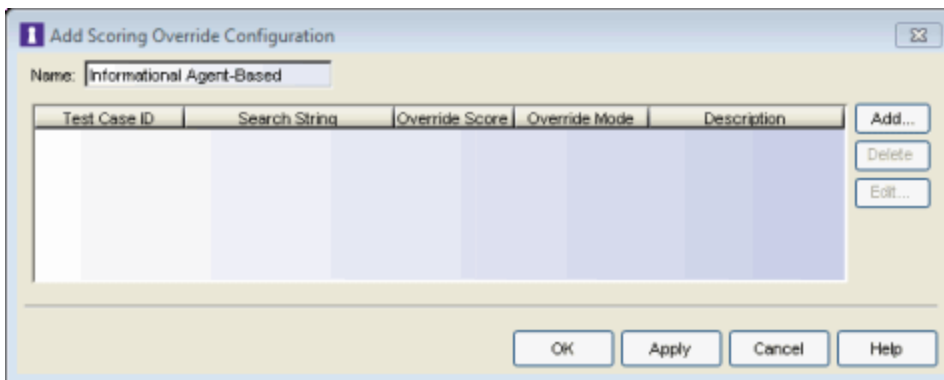 Add Scoring Override Configuration
Name: Informational Agent-Based
Test Case ID Search String Override Score Override Mode Description
Add...
Delete
Edit...
OK Apply Cancel Help